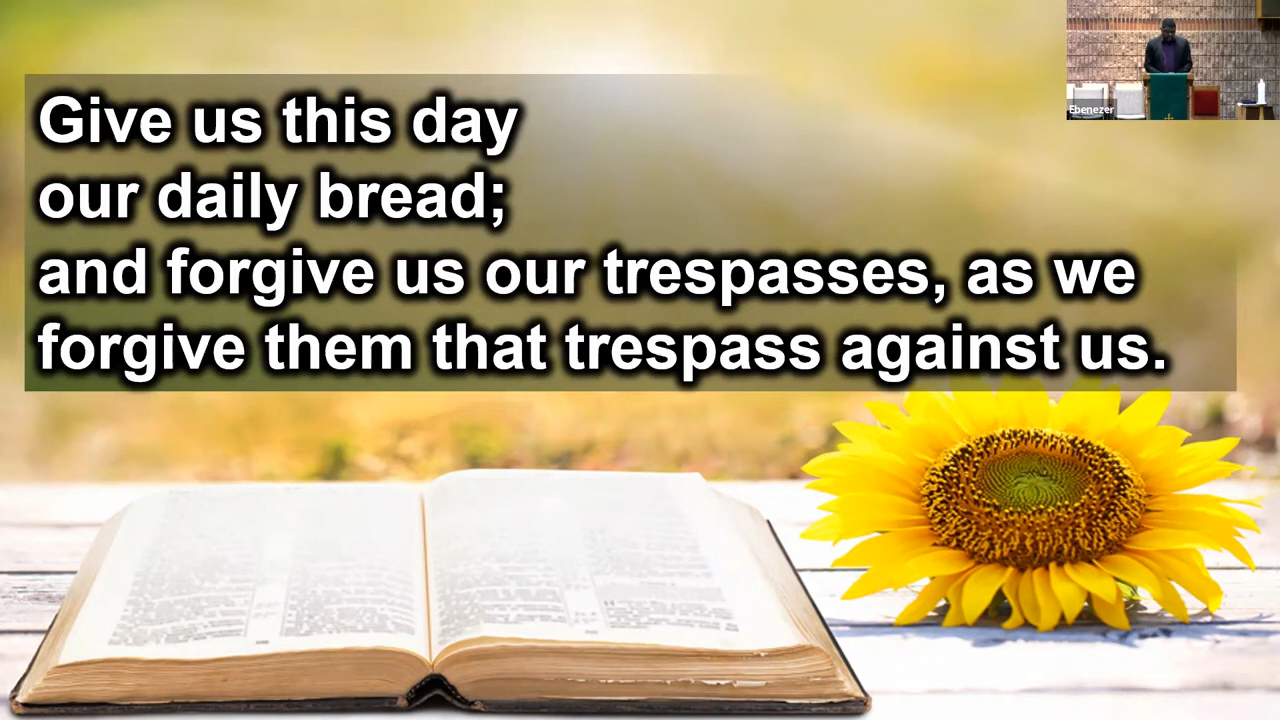 Give us this day
our daily bread;
and forgive us our trespasses, as we
forgive them that trespass against us.
Ebenezer